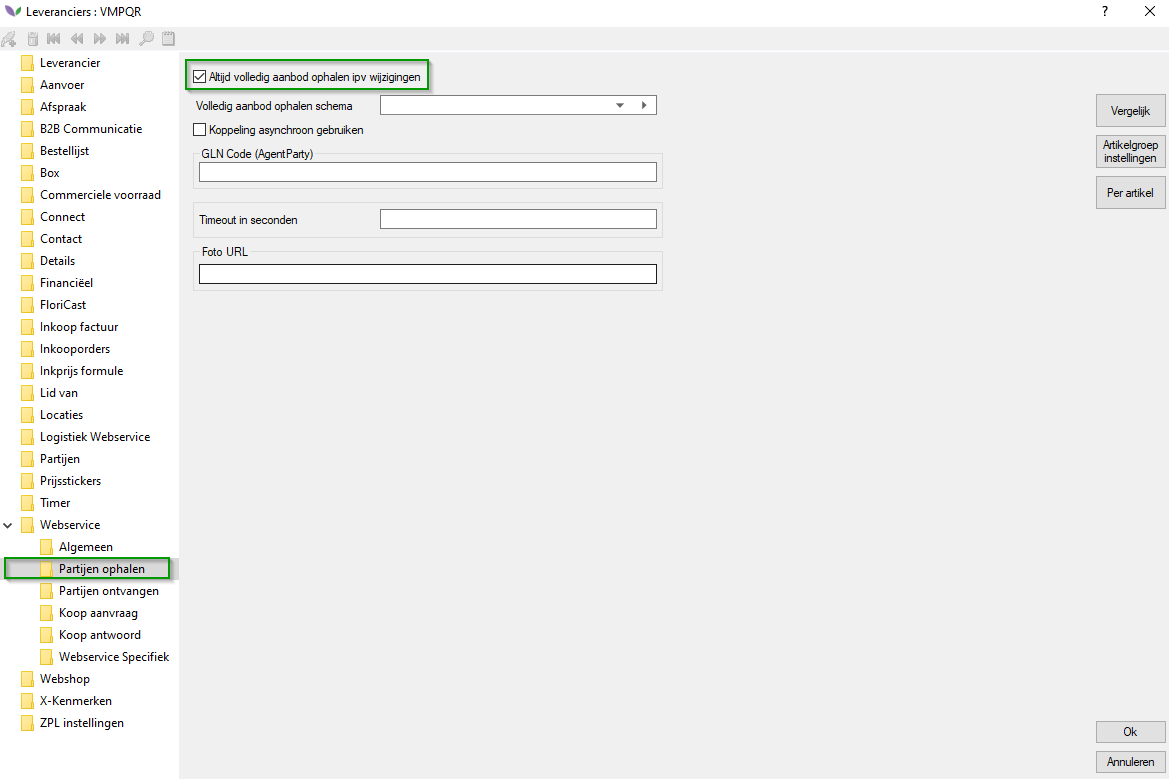 Leveranciers : VMPQR
?
Leverancier
Aanvoer
Afspraak
B2B Communicatie
Bestellijst
Box
Commerciele voorraad
Connect
Contact
Details
Financiëel
FloriCast
Inkoop factuur
Inkooporders
Inkprijs formule
Lid van
Locaties
Logistiek Webservice
Partijen
Prijsstickers
Timer
Webservice
Algemeen
Partijen ophalen
Partijen ontvangen
Koop aanvraag
Koop antwoord
Webservice Specifiek
Webshop
X-Kenmerken
ZPL instellingen
Altijd volledig aanbod ophalen ipv wijzigingen
Volledig aanbod ophalen schema
Koppeling asynchroon gebruiken
GLN Code (AgentParty)
Timeout in seconden
Foto URL
Vergelijk
Artikelgroep
instellingen
Per artikel
Ok
Annuleren